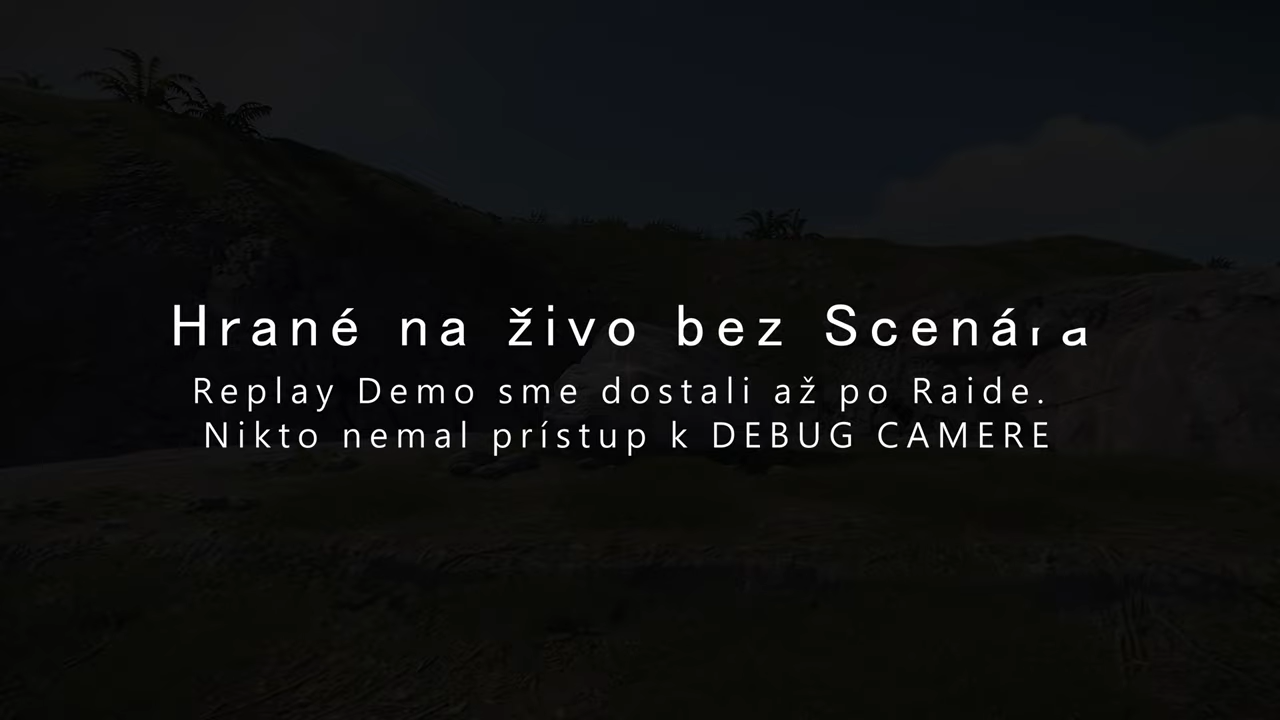 Hrané na živo bez Scenára
Replay Demo sme dostali až po Raide.
Nikto nemal prístup k DEBUG CAMERE